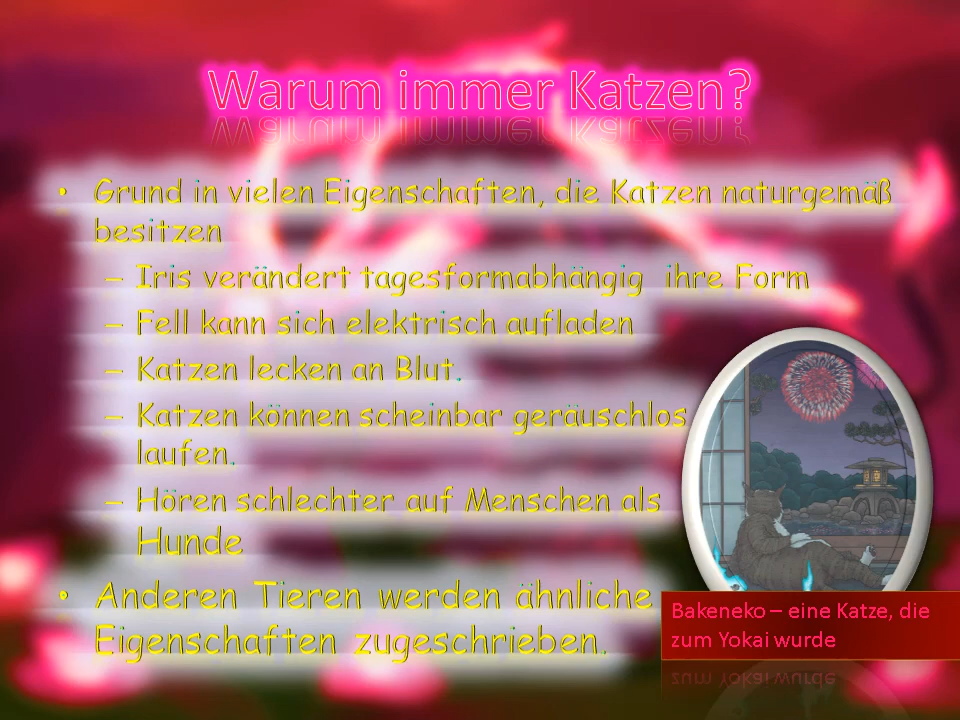 Warum immer Katzen?
• Grund in vielen Eigenschaften, die Katzen naturgemäß
besitzen
– Iris verändert tagesformabhängig  ihre Form
– Fell kann sich elektrisch aufladen
– Katzen lecken an Blut.
– Katzen können scheinbar geräuschlos
laufen.
– Hören schlechter auf Menschen als
Hunde
• Anderen Tieren werden ähnliche
Eigenschaften zugeschrieben.
Bakeneko – eine Katze, die
zum Yokai wurde